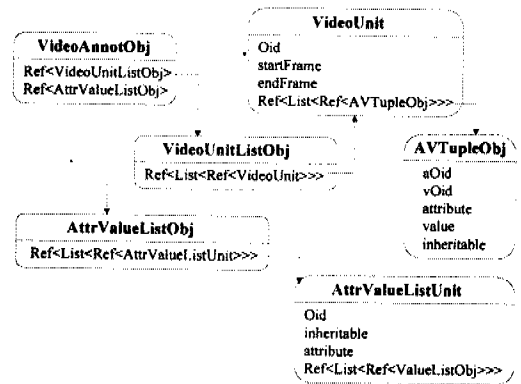 VideoAnnotObj
Ref<VideoUnitListObj>
Ref<AttrValueListObj>
VideoUnit
Oid
startFrame
endFrame
Ref<List<Ref<AVTupleObj>>>
VideoUnitListObj
Ref<List<Ref<VideoUnit>>>
AVTupleObj
aOid
vOid
attribute
value
inheritable
AttrValueListObj
Ref<List<Ref<AttrValueListUnit>>>
AttrValueListUnit
Oid
inheritable
attribute
Ref<List<Ref<ValueListObj>>>